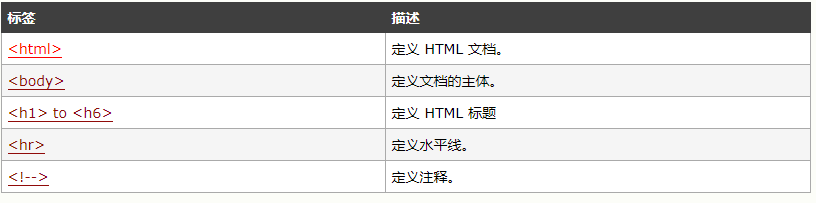 标签 描述
<html> 定义 HTML 文档。
<body> 定义文档的主体。
<h1> to <h6> 定义 HTML 标题
<hr> 定义水平线。
<!--> 定义注释。